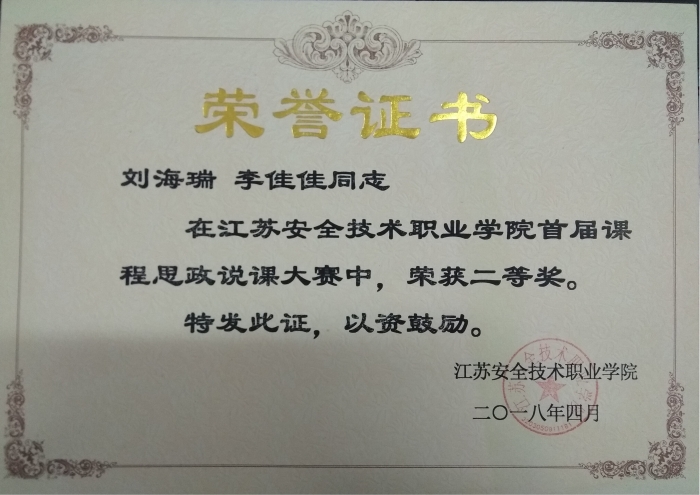 荣誉证书
刘海瑞 李佳佳同志
在江苏安全技术职业学院首届课
程思政说课大赛中，荣获二等奖。
特发此证，以资鼓励。
江苏安全技术职业学院
二〇一八年四月